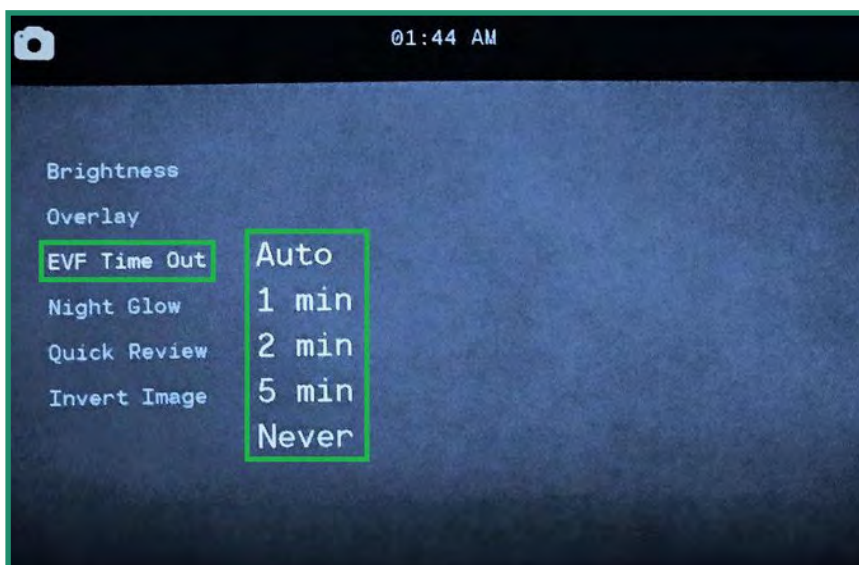 01:44 AM
Brightness
Overlay
EVF Time Out
Night Glow
Quick Review
Invert Image
Auto
1 min
2 min
5 min
Never